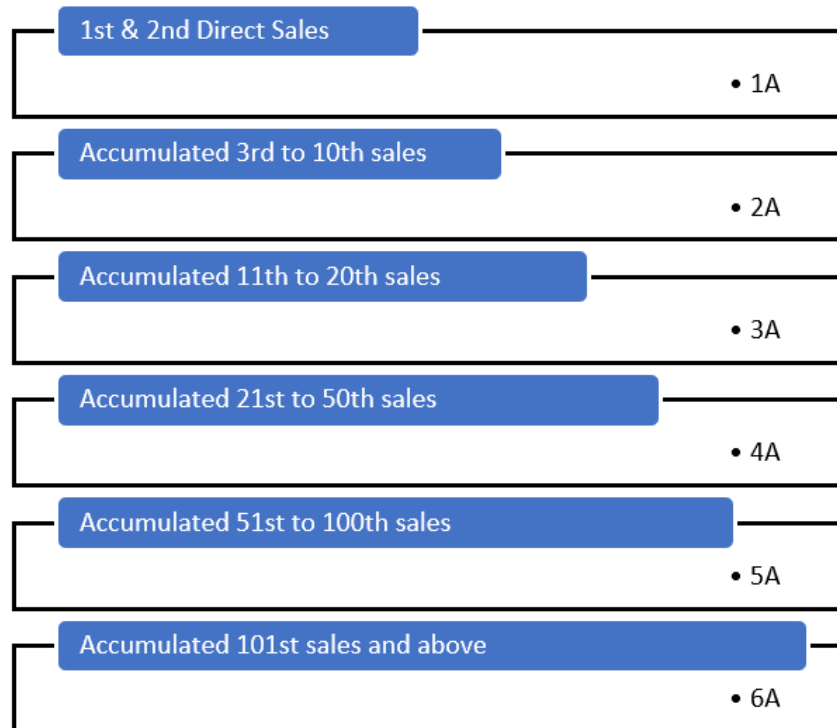 1st & 2nd Direct Sales
• 1A
Accumulated 3rd to 10th sales
• 2A
Accumulated 11th to 20th sales
• 3A
Accumulated 21st to 50th sales
• 4A
Accumulated 51st to 100th sales
• 5A
Accumulated 101st sales and above
• 6A